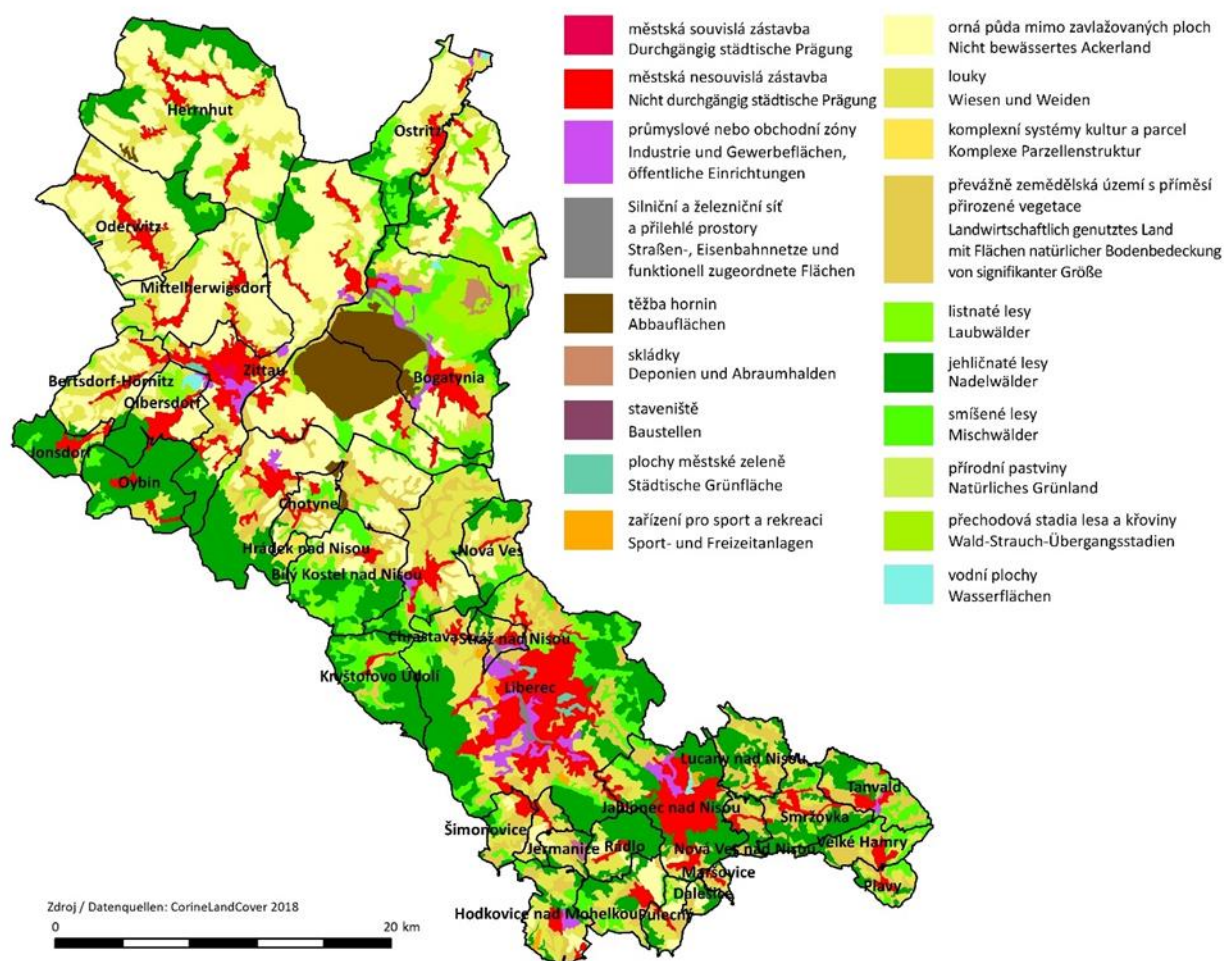 městská souvislá zástavba
Durchgängig städtische Prägung
městská nesouvislá zástavba
Nicht durchgängig städtische Prägung
průmyslové nebo obchodní zóny
Industrie und Gewerbeflächen,
öffentliche Einrichtungen
Silniční a železniční síť
a přilehlé prostory
Straßen-, Eisenbahnnetze und
funktionell zugeordnete Flächen
těžba hornin
Abbauflächen
skládky
Deponien und Abraumhalden
staveniště
Baustellen
plochy městské zeleně
Städtische Grünfläche
zařízení pro sport a rekreaci
Sport- und Freizeitanlagen
orná půda mimo zavlažovaných ploch
Nicht bewässertes Ackerland
louky
Wiesen und Weiden
komplexní systémy kultur a parcel
Komplexe Parzellenstruktur
převážně zemědělská území s příměsí
přirozené vegetace
Landwirtschaftlich genutztes Land
mit Flächen natürlicher Bodenbedeckung
von signifikanter Größe
listnaté lesy
Laubwälder
jehličnaté lesy
Nadelwälder
smíšené lesy
Mischwälder
přírodní pastviny
Natürliches Grünland
přechodová stadia lesa a křoviny
Wald-Strauch-Übergangsstadien
vodní plochy
Wasserflächen
Herrnhut
Ostritz
Oderwitz
Mittelherwigsdorf
Zittau
Bertsdorf-Hörnitz
Bogatynia
Olbersdorf
Jonsdorf
Oybin
Chotyně
Hrádek nad Nisou
Nová Ves
Bílý Kostel nad Nisou
Chrastava
Stráž nad Nisou
Kryštofovo Údolí
Liberec
Lučany nad Nisou
Tanvald
Jablonec nad Nisou
Smržovka
Šimonovice
Jeřmanice
Rádlo
Nová Ves nad Nisou
Velké Hamry
Maršovice
Dalešice
Plavy
Hodkovice nad Mohelkou
Pulečný
Zdroj / Datenquellen: CorineLandCover 2018
0
20 km